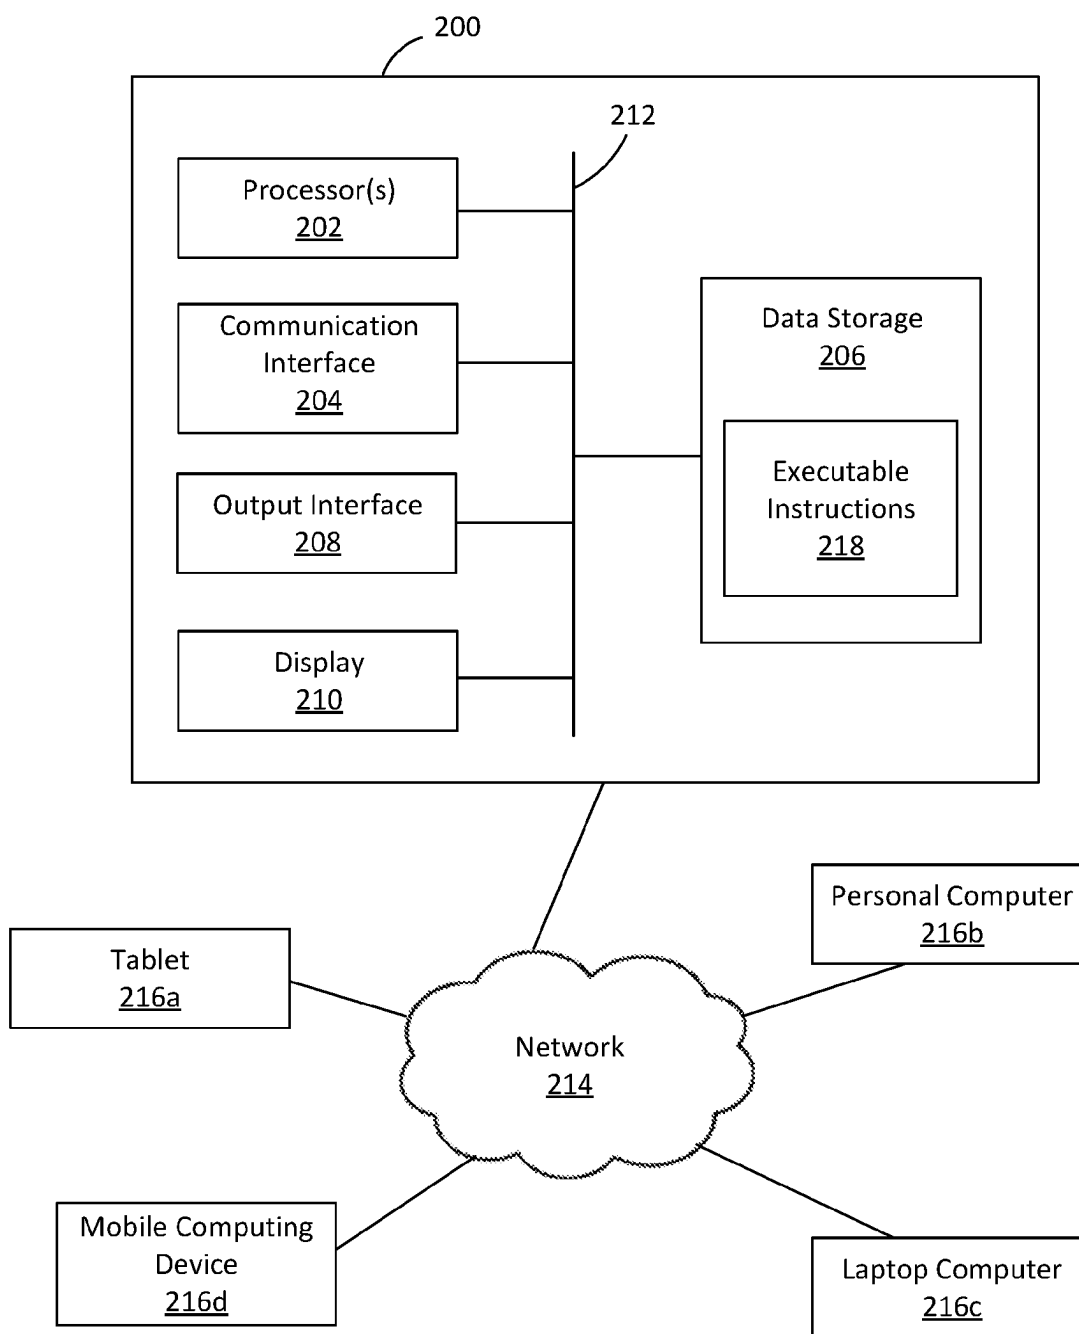 200
212
Processor(s)
202
Communication
Interface
204
Data Storage
206
Executable
Instructions
218
Output Interface
208
Display
210
Personal Computer
216b
Tablet
216a
Network
214
Mobile Computing
Device
216d
Laptop Computer
216c